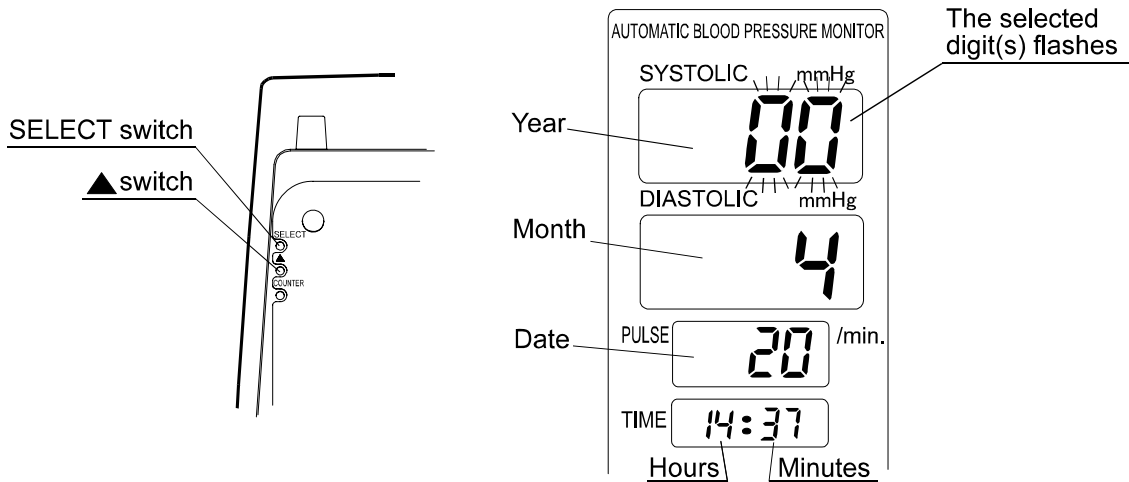 SELECT switch
▲ switch
SELECT
▲
COUNTER
AUTOMATIC BLOOD PRESSURE MONITOR
The selected
digit(s) flashes
SYSTOLIC mmHg
Year 00
DIASTOLIC mmHg
Month 4
Date PULSE 20 /min.
TIME 14:37
Hours Minutes